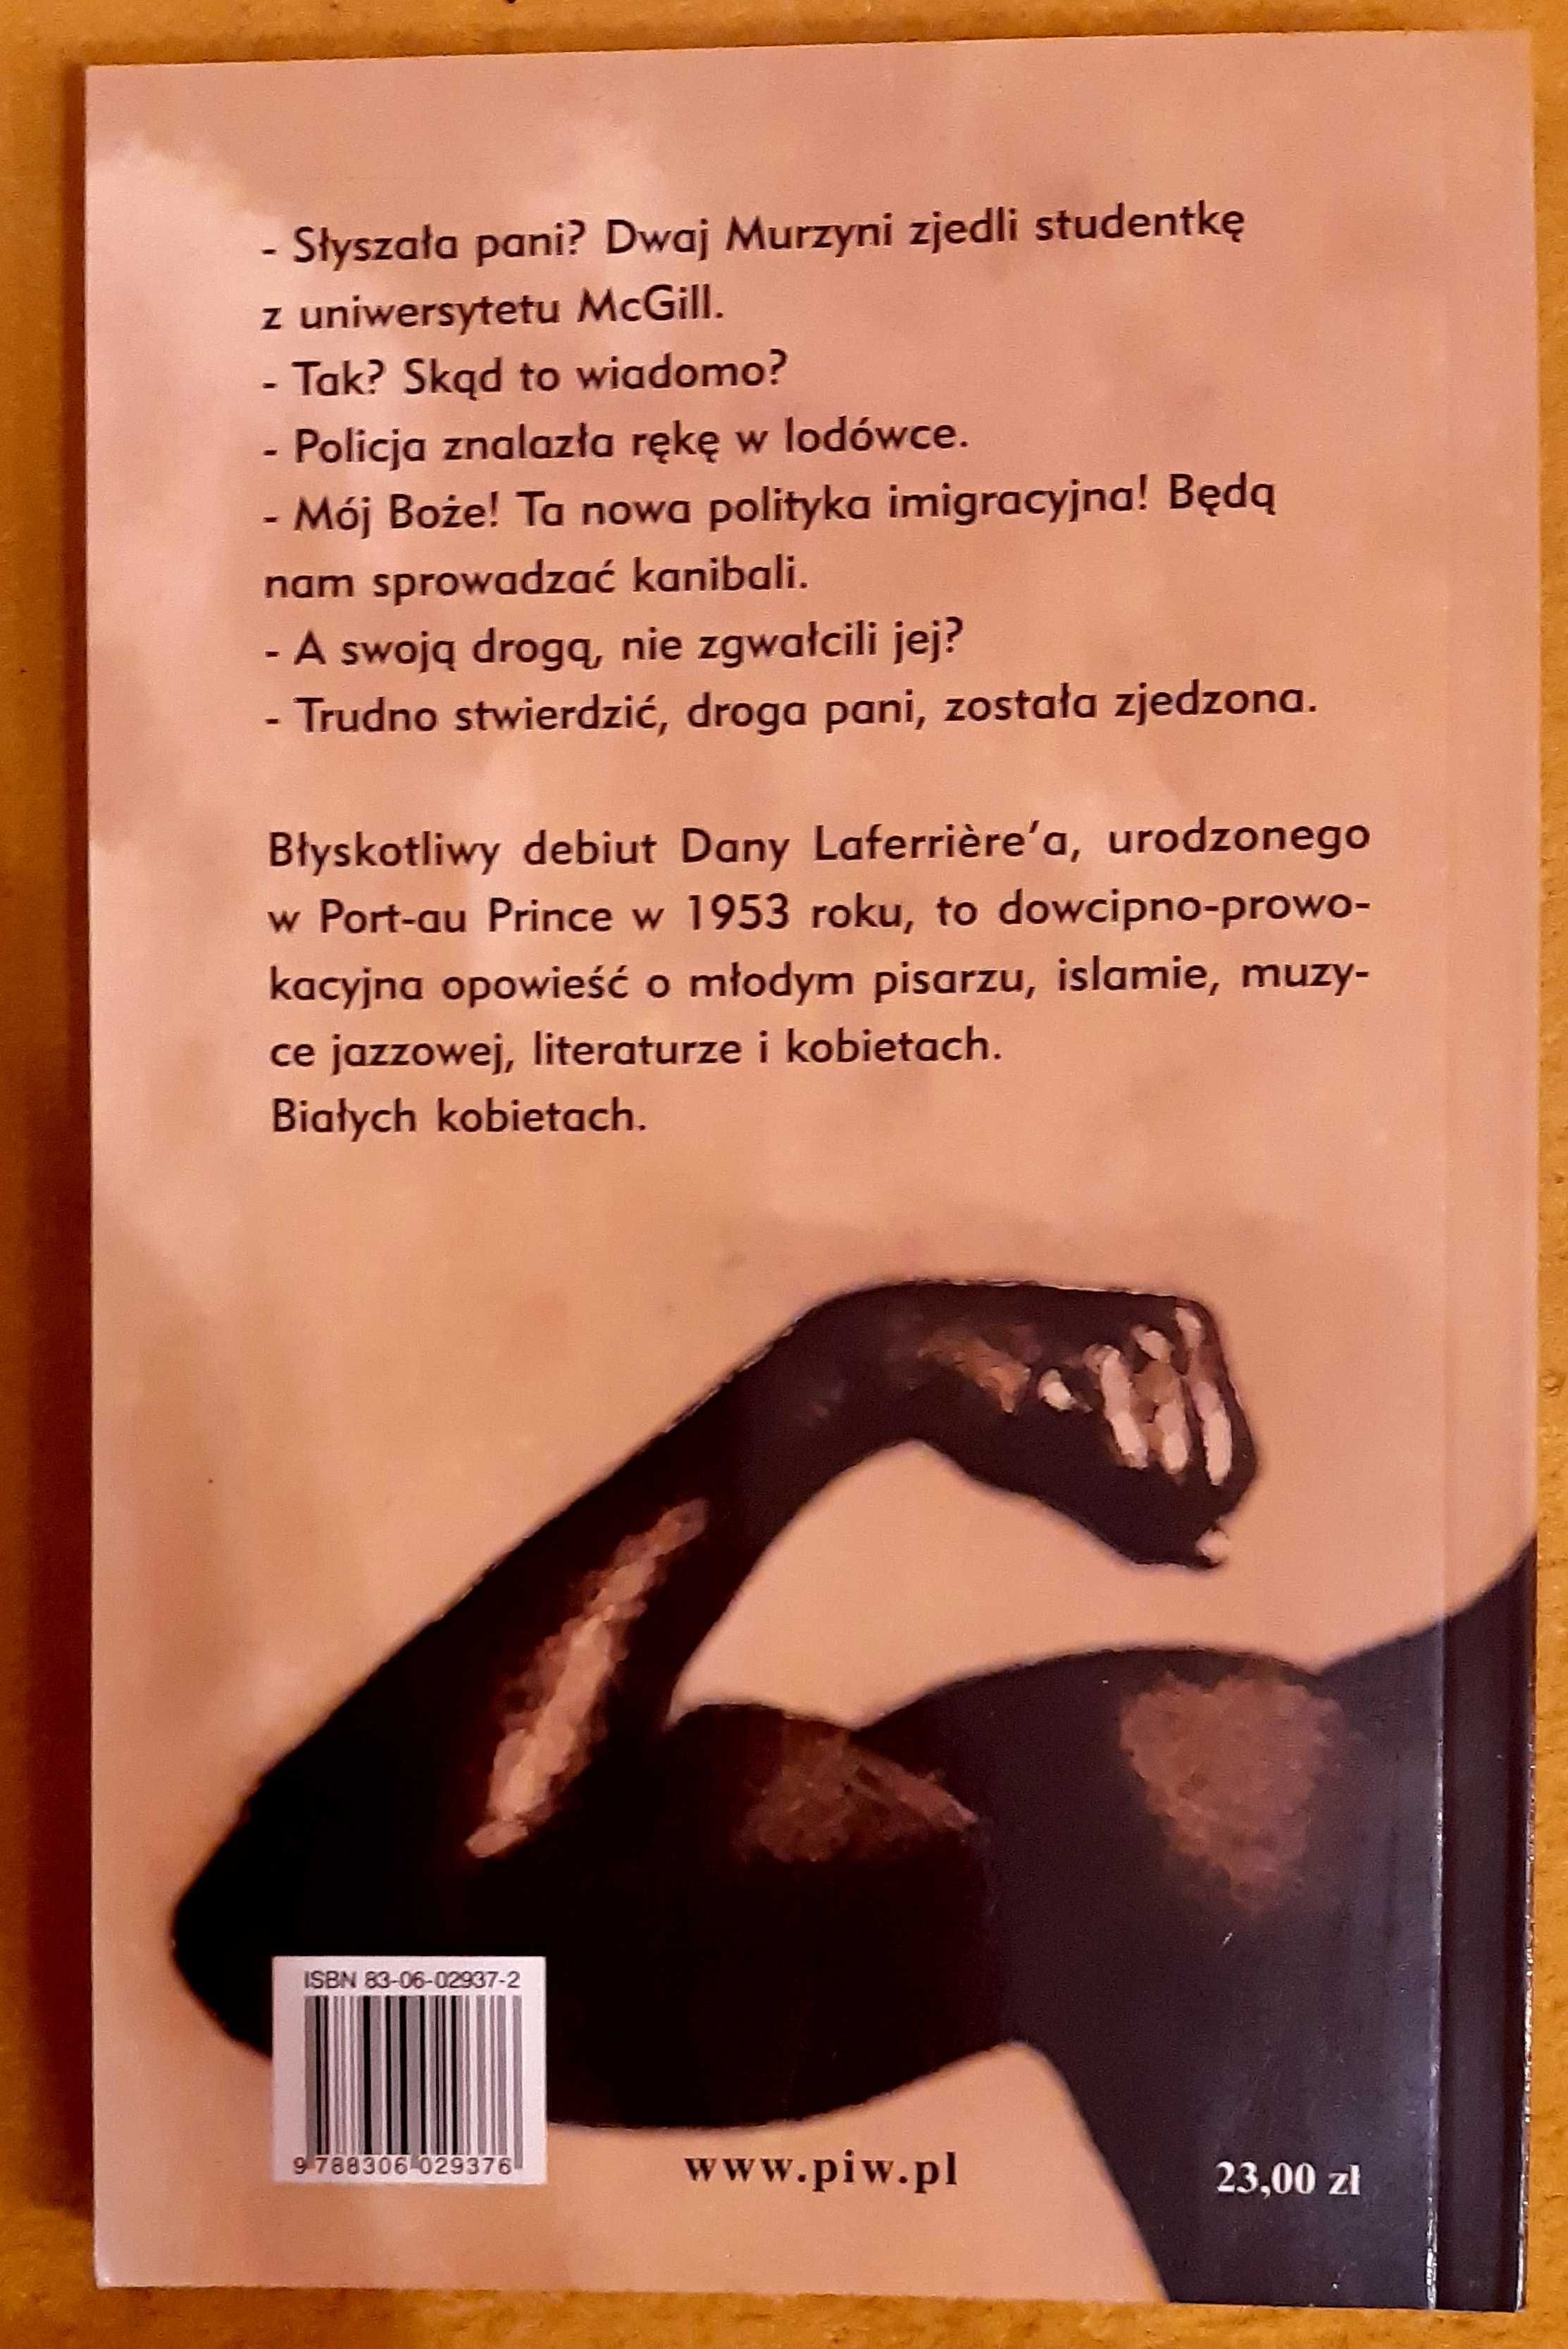 - Słyszała pani? Dwaj Murzyni zjedli studentkę
z uniwersytetu McGill.
- Tak? Skąd to wiadomo?
- Policja znalazła rękę w lodówce.
- Mój Boże! Ta nowa polityka imigracyjna! Będą
nam sprowadzać kanibali.
- A swoją drogą, nie zgwałcili jej?
- Trudno stwierdzić, droga pani, została zjedzona.
Błyskotliwy debiut Dany Laferrière'a, urodzonego
w Port-au Prince w 1953 roku, to dowcipno-prowo-
kacyjna opowieść o młodym pisarzu, islamie, muzy-
ce jazzowej, literaturze i kobietach.
Białych kobietach.
ISBN 83-06-02937-2
9 788306 029376
www.piw.pl
23,00 zł